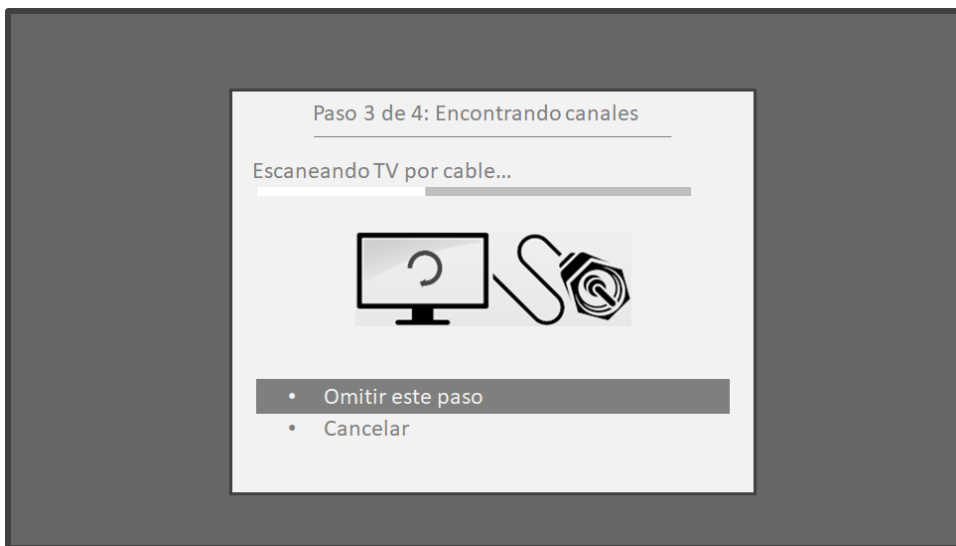 Paso 3 de 4: Encontrando canales
Escaneando TV por cable...
• Omitir este paso
• Cancelar